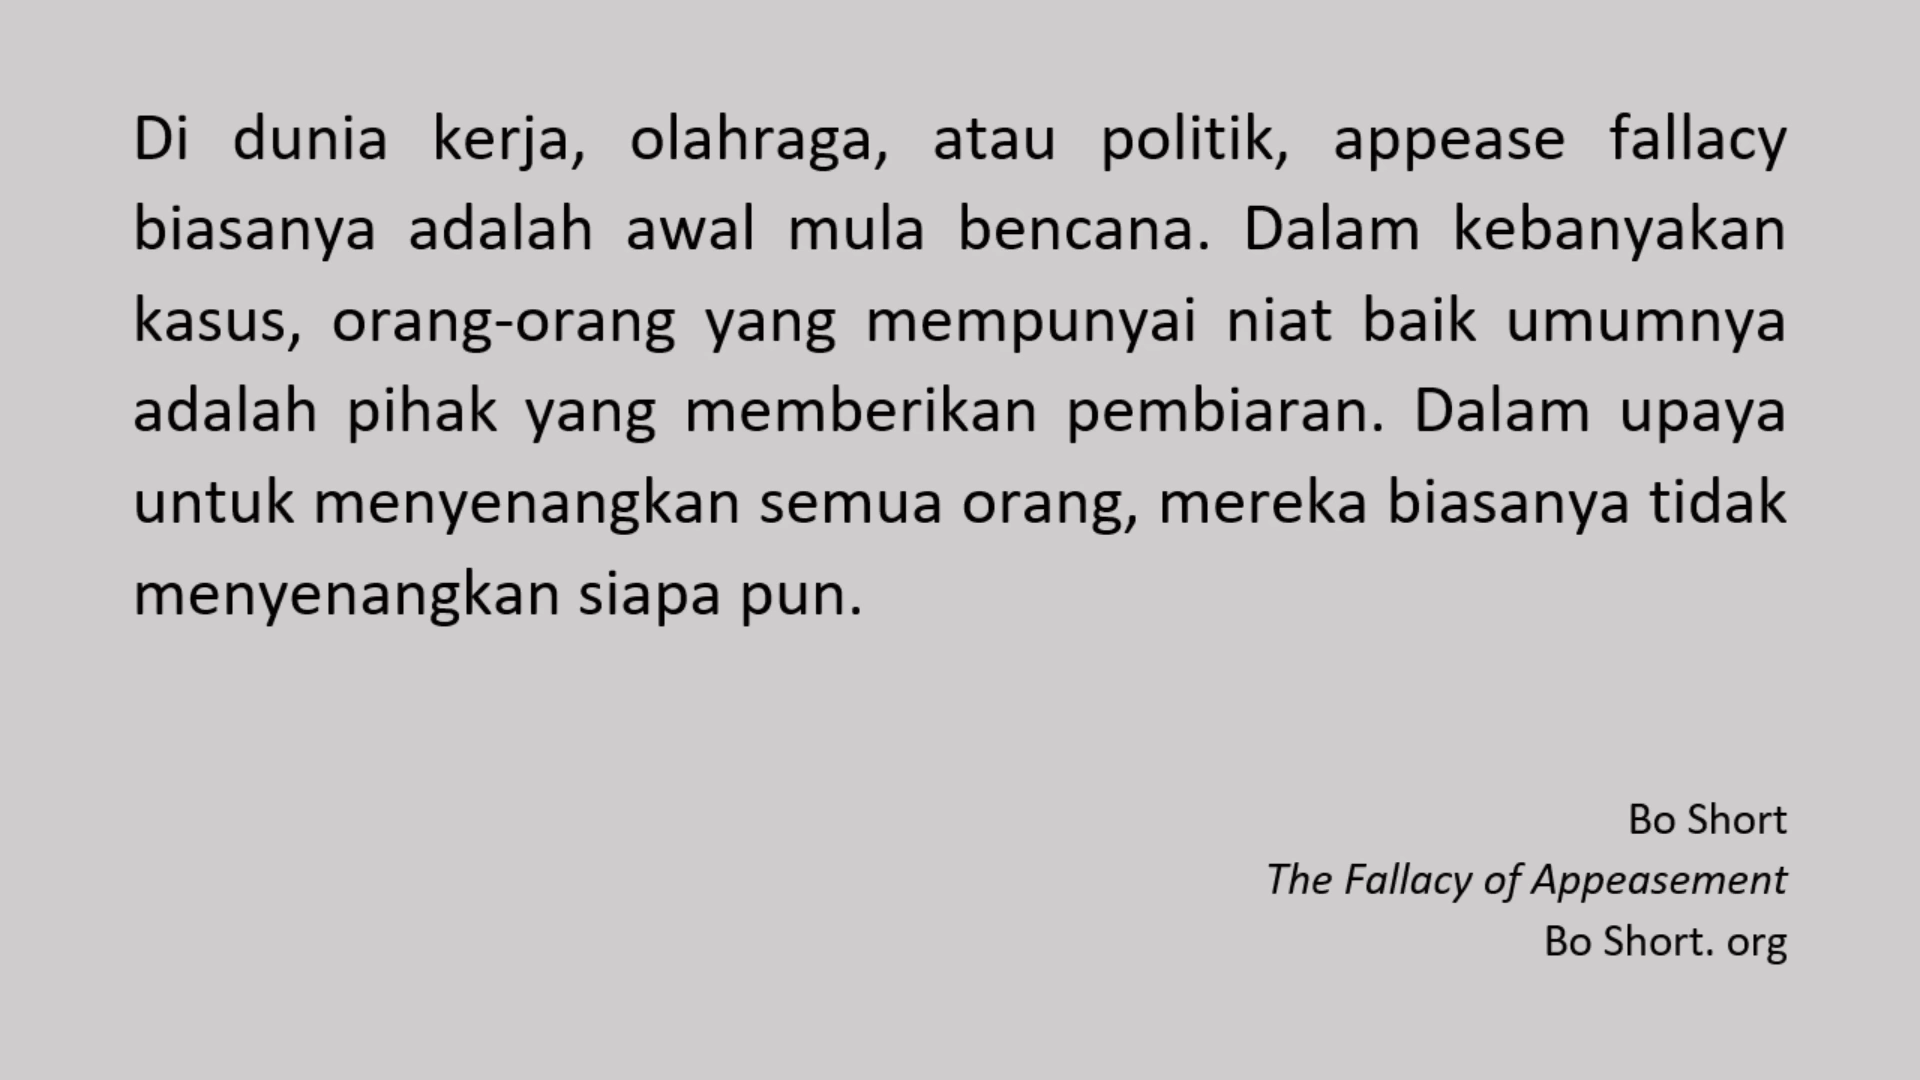 Di dunia kerja, olahraga, atau politik, appease fallacy
biasanya adalah awal mula bencana. Dalam kebanyakan
kasus, orang-orang yang mempunyai niat baik umumnya
adalah pihak yang memberikan pembiaran. Dalam upaya
untuk menyenangkan semua orang, mereka biasanya tidak
menyenangkan siapa pun.
Bo Short
The Fallacy of Appeasement
Bo Short. org